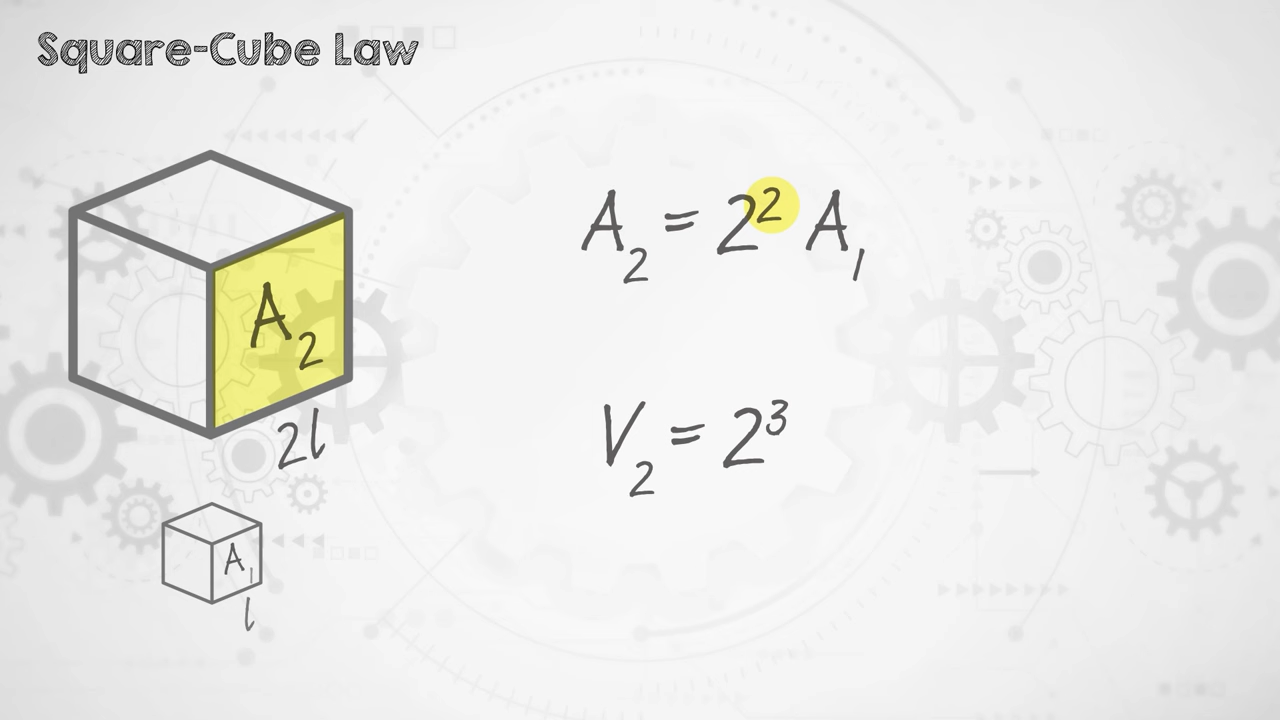 Square-Cube Law
A₂ = 2² A₁
A₂
2l
V₂ = 2³
A₁
l